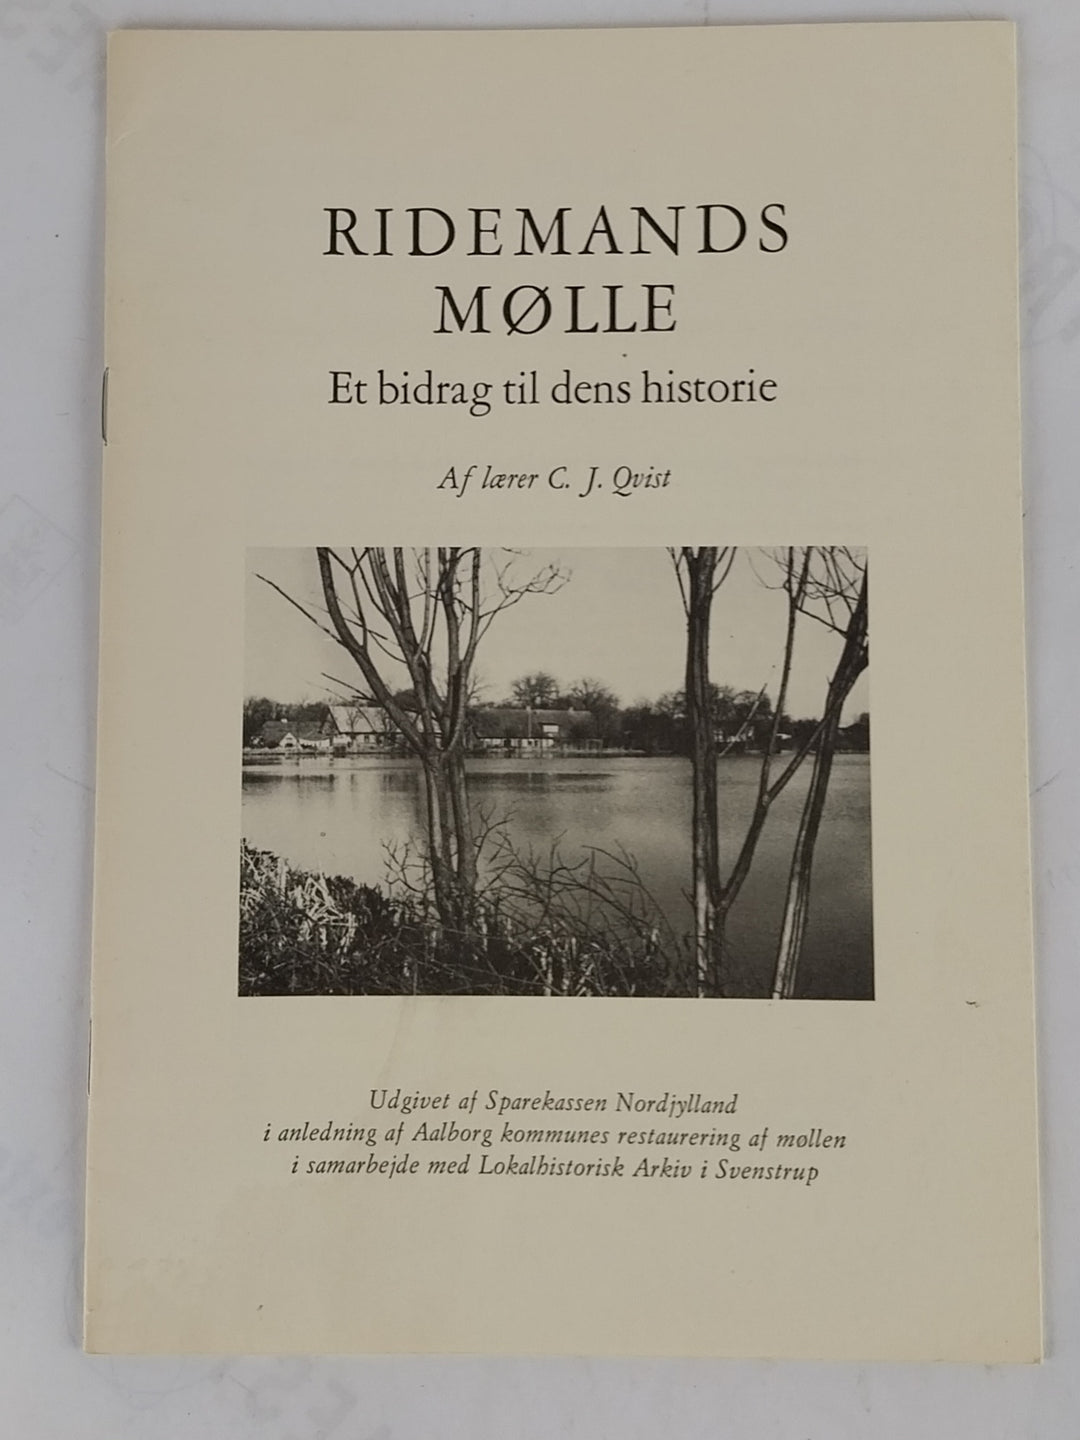 RIDEMANDS
MØLLE
Et bidrag til dens historie
Af lærer C. J. Qvist
Udgivet af Sparekassen Nordjylland
i anledning af Aalborg kommunes restaurering af møllen
i samarbejde med Lokalhistorisk Arkiv i Svenstrup